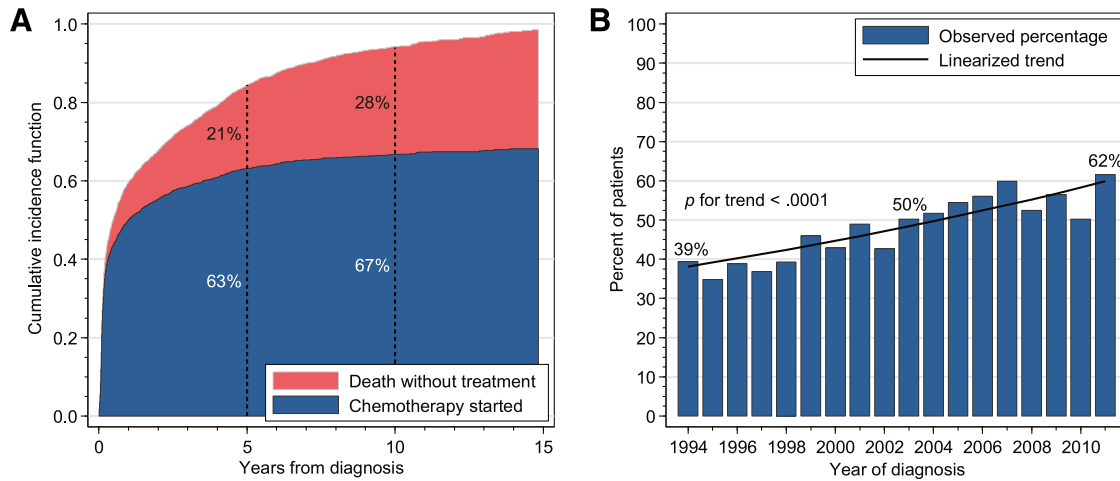 A
Cumulative incidence function
1.0
0.8
0.6
0.4
0.2
0.0
21%
28%
63%
67%
Death without treatment
Chemotherapy started
0 5 10 15
Years from diagnosis
B
Percent of patients
100
90
80
70
60
50
40
30
20
10
0
Observed percentage
Linearized trend
p for trend < .0001
39%
50%
62%
1994 1996 1998 2000 2002 2004 2006 2008 2010
Year of diagnosis